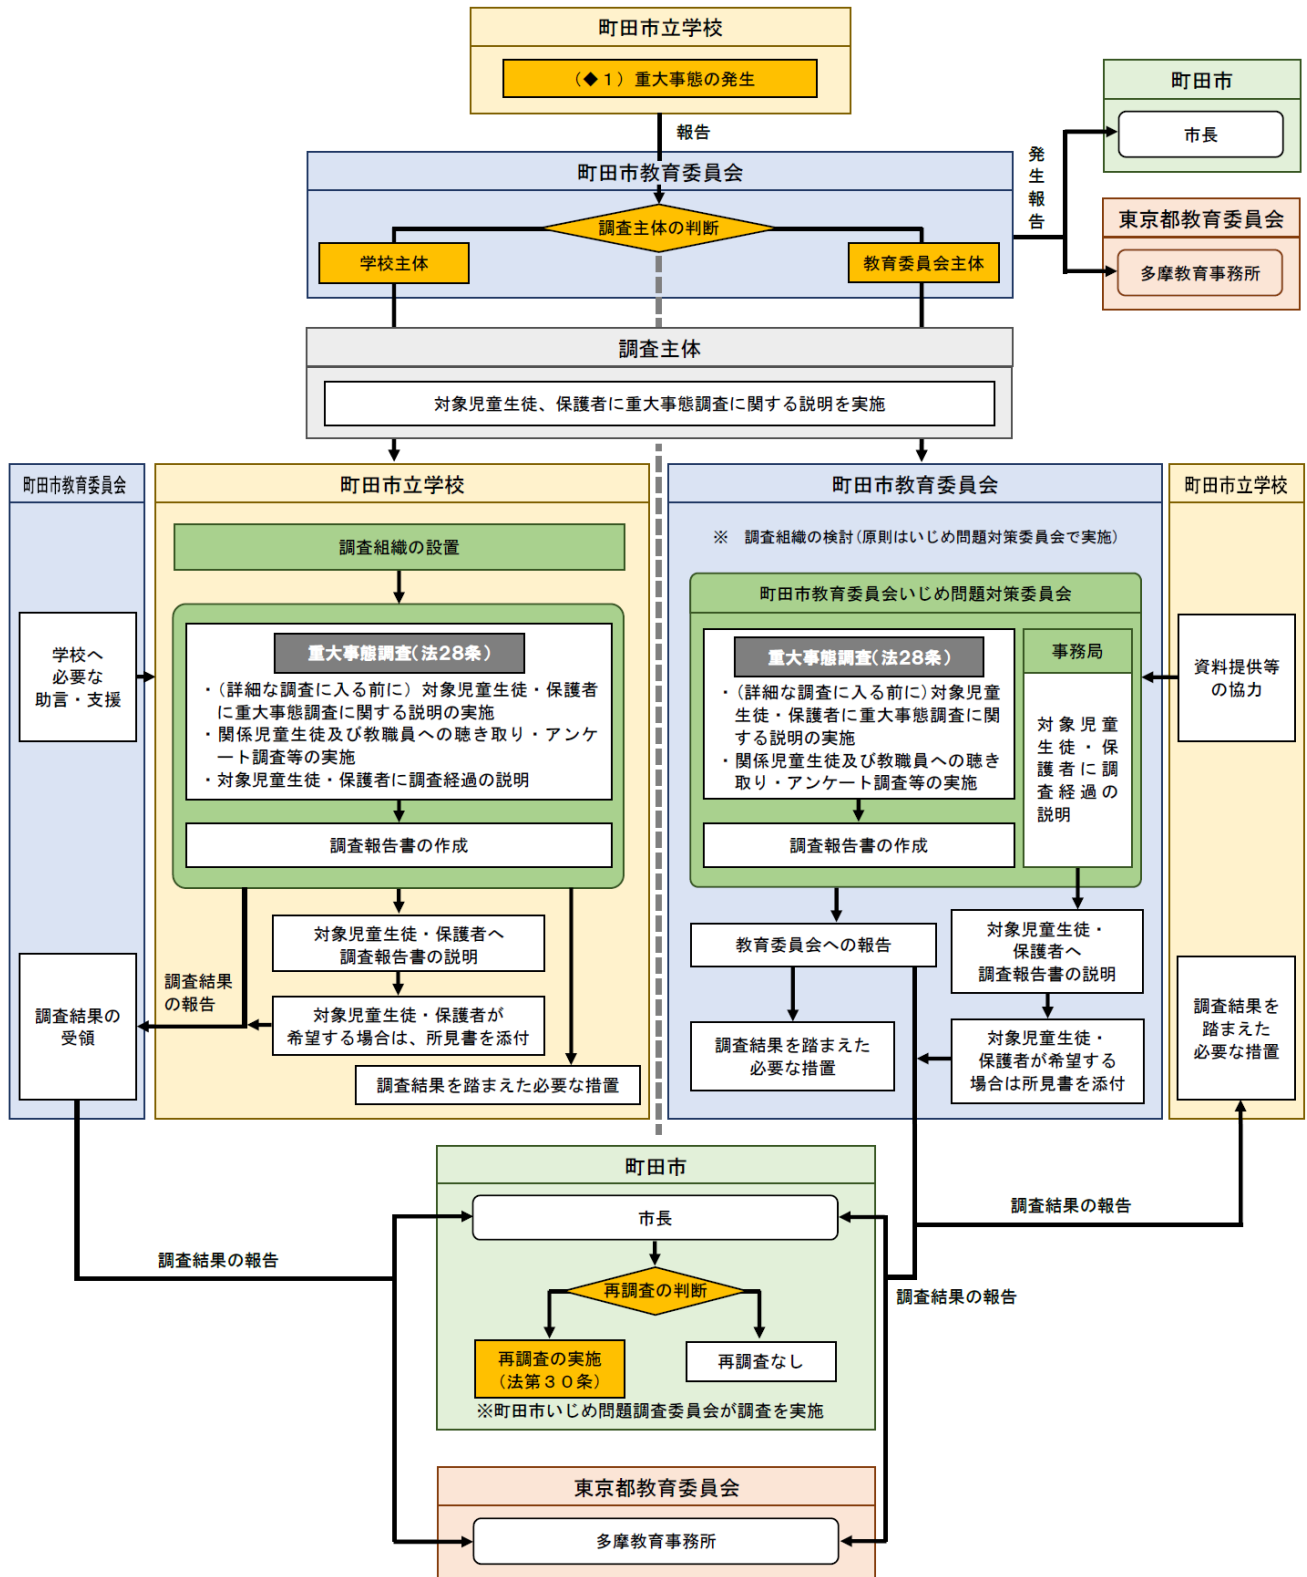 町田市立学校
（◆１）重大事態の発生
報告
町田市
市長
発生報告
町田市教育委員会
調査主体の判断
学校主体
教育委員会主体
東京都教育委員会
多摩教育事務所
調査主体
対象児童生徒、保護者に重大事態調査に関する説明を実施
町田市教育委員会
学校へ
必要な
助言・支援
調査結果の
受領
町田市立学校
調査組織の設置
重大事態調査（法28条）
・（詳細な調査に入る前に）対象児童生徒・保護者
に重大事態調査に関する説明の実施
・関係児童生徒及び教職員への聴き取り・アンケ
ート調査等の実施
・対象児童生徒・保護者に調査経過の説明
調査報告書の作成
対象児童生徒・保護者へ
調査報告書の説明
調査結果
の報告
対象児童生徒・保護者が
希望する場合は、所見書を添付
調査結果を踏まえた必要な措置
町田市教育委員会
※　調査組織の検討（原則はいじめ問題対策委員会で実施）
町田市教育委員会いじめ問題対策委員会
重大事態調査（法28条）
・（詳細な調査に入る前に）対象児童
生徒・保護者に重大事態調査に関
する説明の実施
・関係児童生徒及び教職員への聴き
取り・アンケート調査等の実施
調査報告書の作成
事務局
対象児童
生徒・保
護者に調
査経過の
説明
教育委員会への報告
調査結果を踏まえた
必要な措置
対象児童生徒・
保護者へ
調査報告書の説明
対象児童生徒・
保護者が希望する
場合は所見書を添付
町田市立学校
資料提供等
の協力
調査結果を
踏まえた
必要な措置
町田市
市長
調査結果の報告
調査結果の報告
再調査の判断
調査結果の報告
再調査の実施
（法第３０条）
再調査なし
※町田市いじめ問題調査委員会が調査を実施
東京都教育委員会
多摩教育事務所